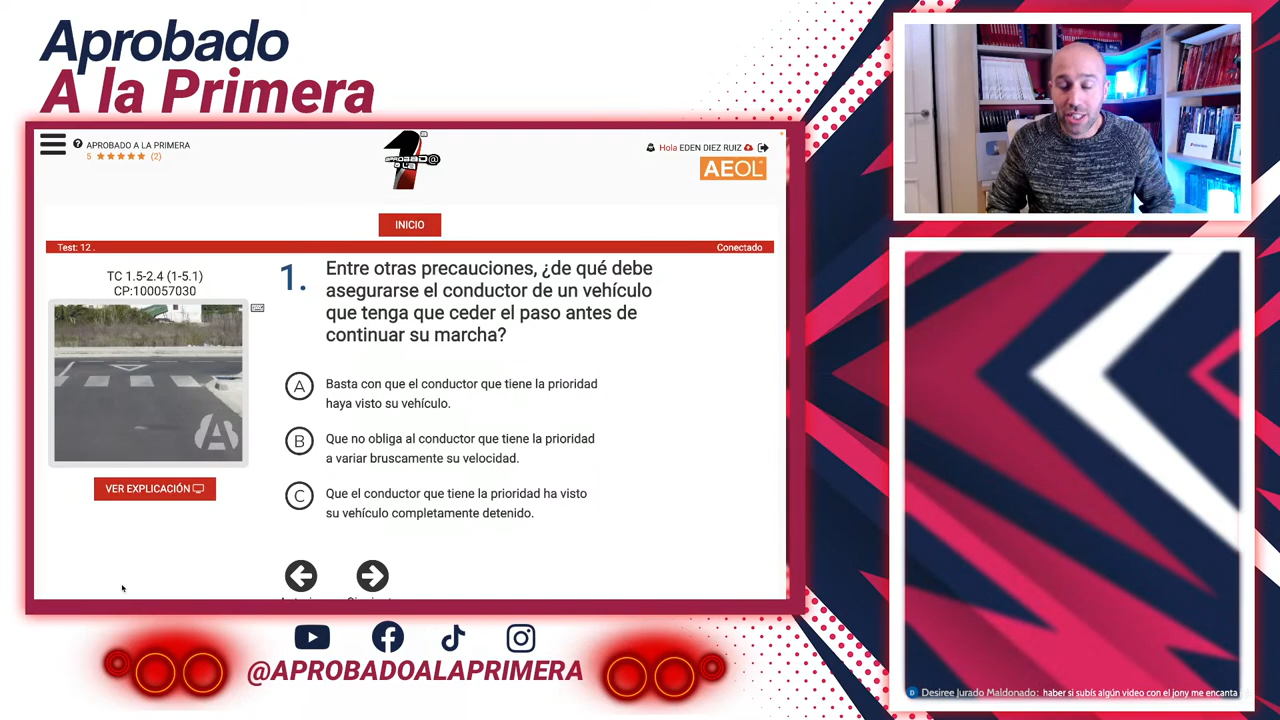 Aprobado
A la Primera
APROBADO A LA PRIMERA
5 ★★★★★ (2)
1
APROBAD@
A LA
Hola EDEN DIEZ RUIZ
AEOL
INICIO
Test: 12 .
Conectado
TC 1.5-2.4 (1-5.1)
CP:100057030
VER EXPLICACIÓN
1.
Entre otras precauciones, ¿de qué debe
asegurarse el conductor de un vehículo
que tenga que ceder el paso antes de
continuar su marcha?
A
Basta con que el conductor que tiene la prioridad
haya visto su vehículo.
B
Que no obliga al conductor que tiene la prioridad
a variar bruscamente su velocidad.
C
Que el conductor que tiene la prioridad ha visto
su vehículo completamente detenido.
@APROBADOALAPRIMERA
D Desiree Jurado Maldonado: haber si subís algún video con el jony me encanta